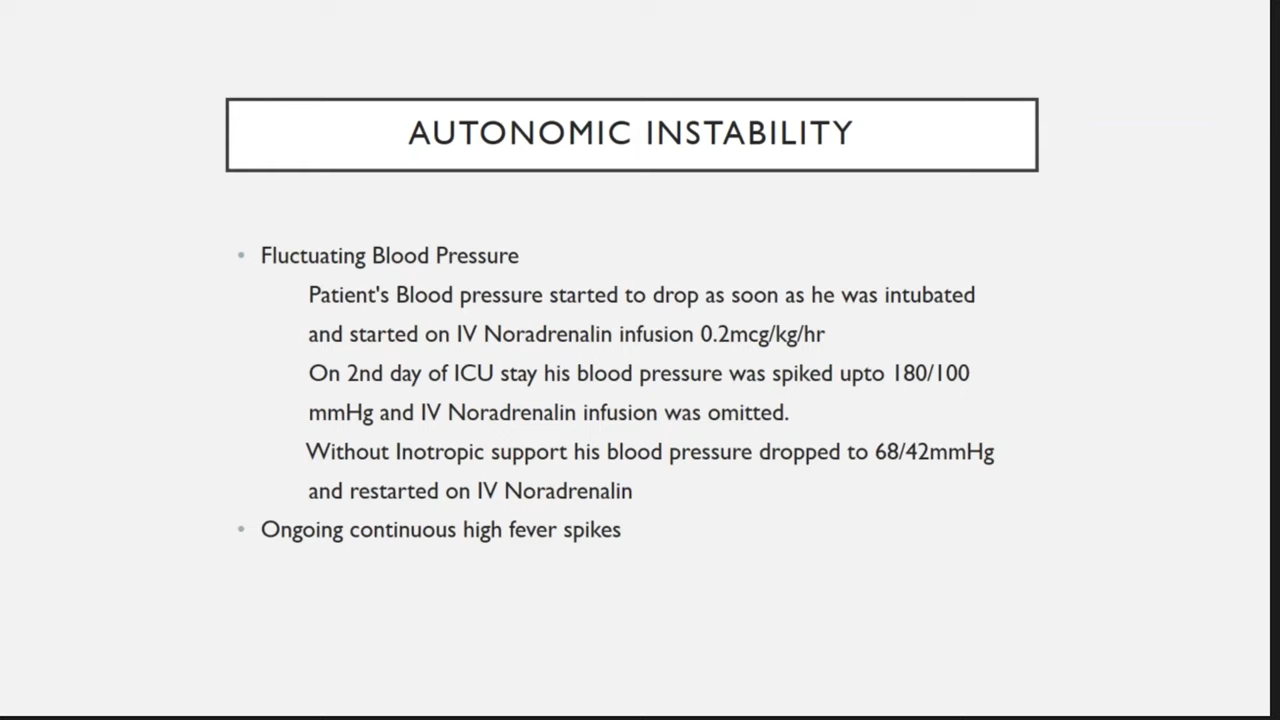 AUTONOMIC INSTABILITY
• Fluctuating Blood Pressure
Patient's Blood pressure started to drop as soon as he was intubated
and started on IV Noradrenalin infusion 0.2mcg/kg/hr
On 2nd day of ICU stay his blood pressure was spiked upto 180/100
mmHg and IV Noradrenalin infusion was omitted.
Without Inotropic support his blood pressure dropped to 68/42mmHg
and restarted on IV Noradrenalin
• Ongoing continuous high fever spikes